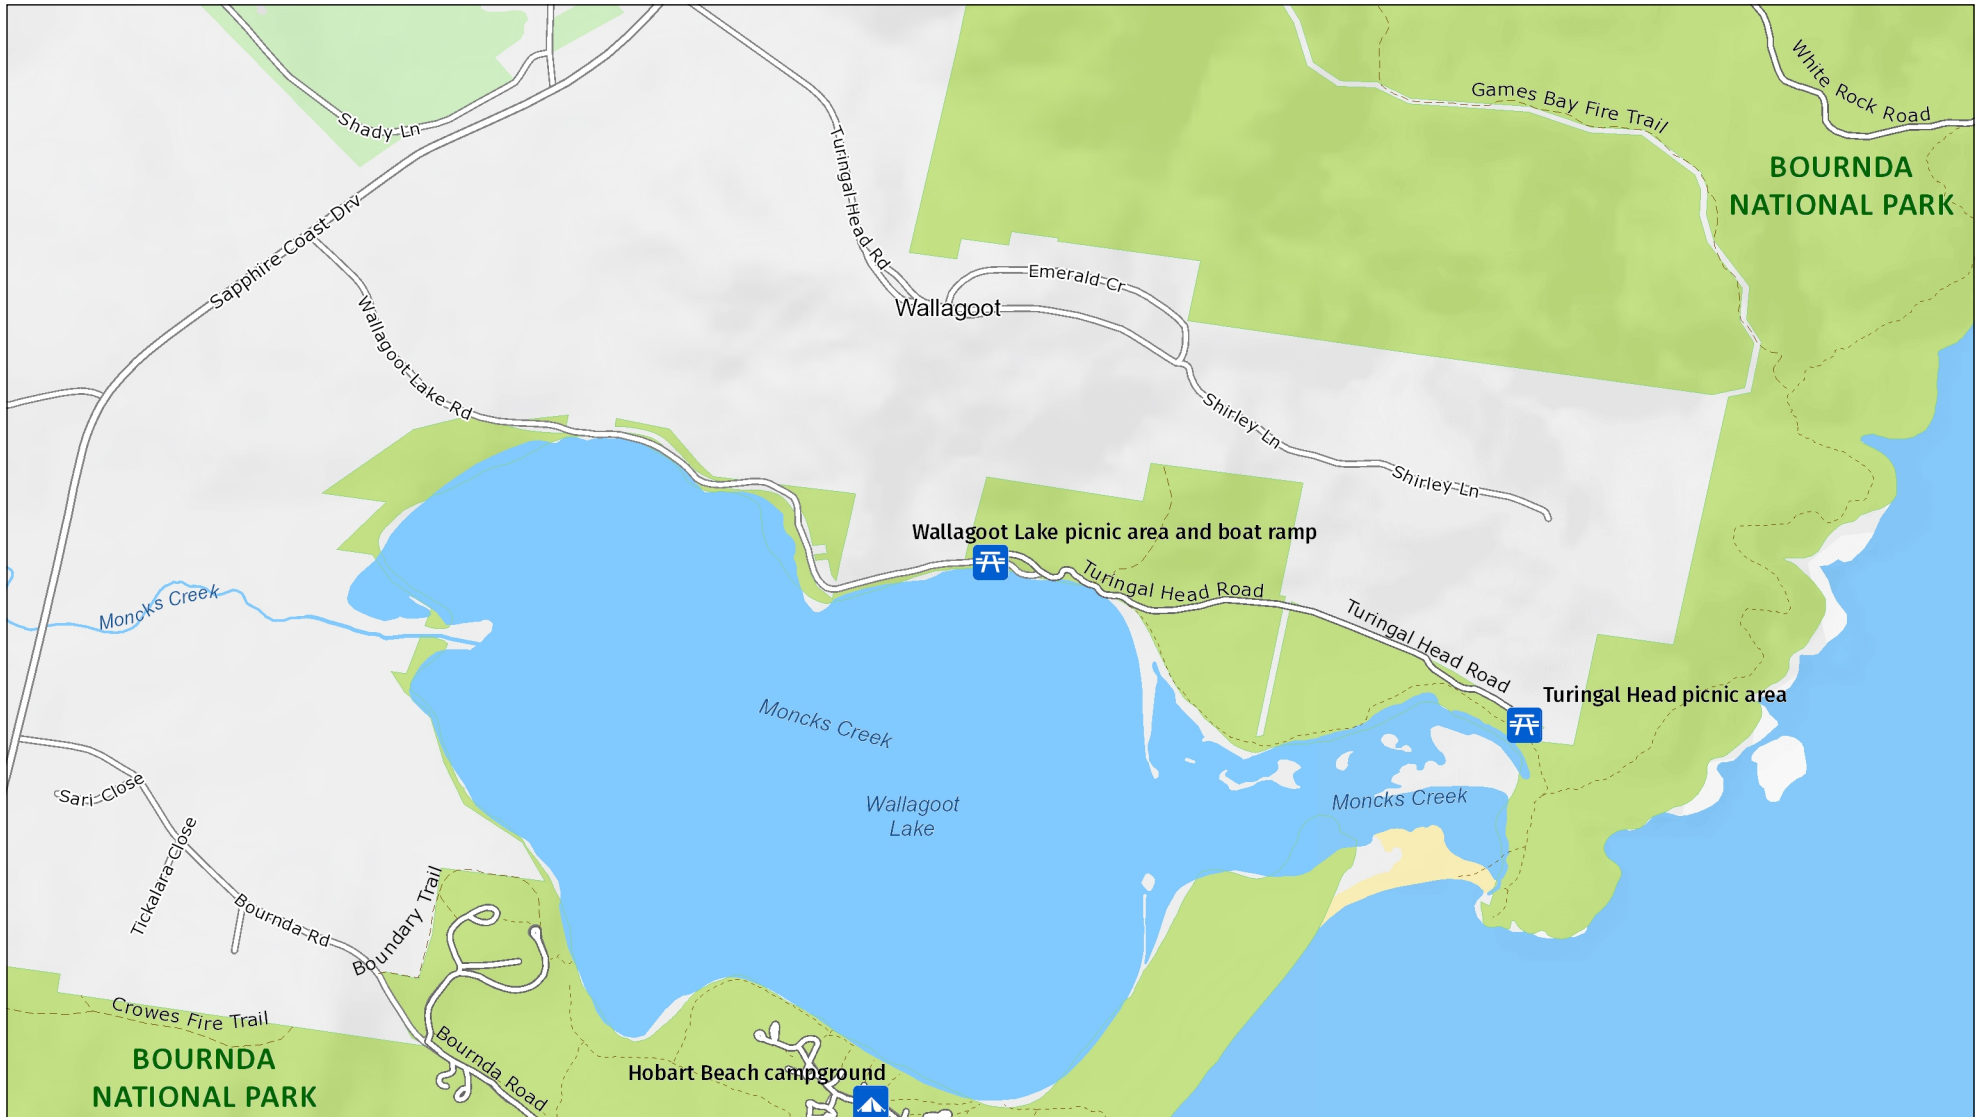 White Rock Road
Games Bay Fire Trail
Shady Ln
BOURNDA
NATIONAL PARK
Turingal Head Rd
Sapphire Coast Drv
Emerald Cr
Wallagoot
Wallagoot Lake Rd
Shirley Ln
Shirley Ln
Wallagoot Lake picnic area and boat ramp
Turingal Head Road
Moncks Creek
Turingal Head Road
Turingal Head picnic area
Moncks Creek
Sari Close
Moncks Creek
Wallagoot
Lake
Tickalara Close
Boundary Trail
Bournda Rd
Crowes Fire Trail
BOURNDA
NATIONAL PARK
Bournda Road
Hobart Beach campground